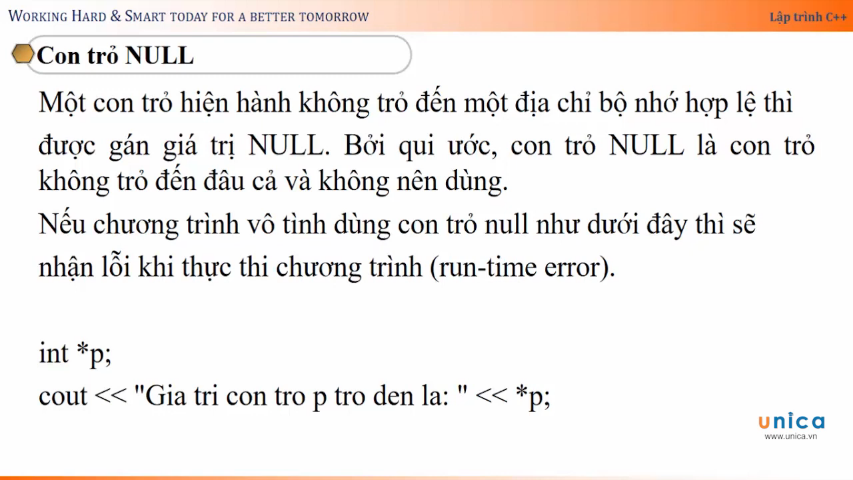 WORKING HARD & SMART TODAY FOR A BETTER TOMORROW
Lập trình C++
Con trỏ NULL
Một con trỏ hiện hành không trỏ đến một địa chỉ bộ nhớ hợp lệ thì
được gán giá trị NULL. Bởi qui ước, con trỏ NULL là con trỏ
không trỏ đến đâu cả và không nên dùng.
Nếu chương trình vô tình dùng con trỏ null như dưới đây thì sẽ
nhận lỗi khi thực thi chương trình (run-time error).
int *p;
cout << "Gia tri con tro p tro den la: " << *p;
unica
www.unica.vn